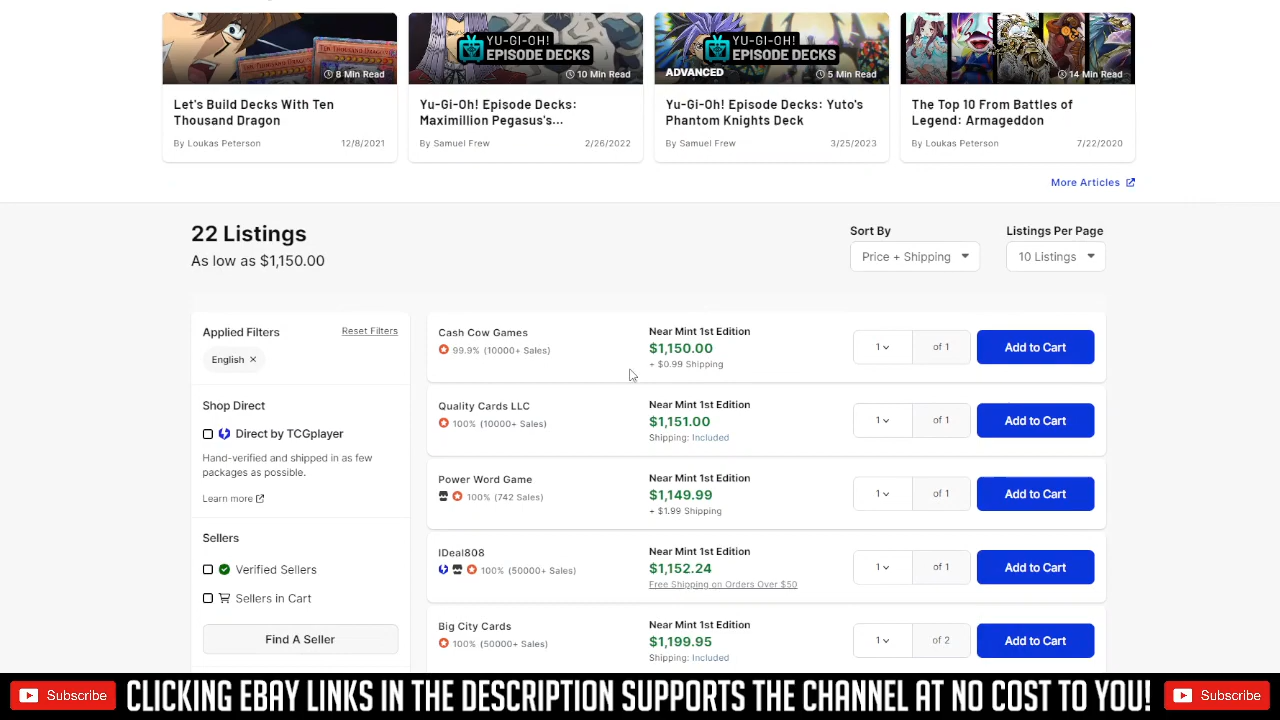 8 Min Read
YU-GI-OH!
EPISODE DECKS
10 Min Read
YU-GI-OH!
EPISODE DECKS
ADVANCED
5 Min Read
14 Min Read
Let's Build Decks With Ten
Thousand Dragon
By Loukas Peterson 12/8/2021
Yu-Gi-Oh! Episode Decks:
Maximillion Pegasus's...
By Samuel Frew 2/26/2022
Yu-Gi-Oh! Episode Decks: Yuto's
Phantom Knights Deck
By Samuel Frew 3/25/2023
The Top 10 From Battles of
Legend: Armageddon
By Loukas Peterson 7/22/2020
More Articles
22 Listings
As low as $1,150.00
Sort By
Price + Shipping
Listings Per Page
10 Listings
Applied Filters Reset Filters
English ×
Shop Direct
Direct by TCGplayer
Hand-verified and shipped in as few
packages as possible.
Learn more
Sellers
Verified Sellers
Sellers in Cart
Find A Seller
Cash Cow Games
99.9% (10000+ Sales)
Near Mint 1st Edition
$1,150.00
+ $0.99 Shipping
1 of 1 Add to Cart
Quality Cards LLC
100% (10000+ Sales)
Near Mint 1st Edition
$1,151.00
Shipping: Included
1 of 1 Add to Cart
Power Word Game
100% (742 Sales)
Near Mint 1st Edition
$1,149.99
+ $1.99 Shipping
1 of 1 Add to Cart
IDeal808
100% (50000+ Sales)
Near Mint 1st Edition
$1,152.24
Free Shipping on Orders Over $50
1 of 1 Add to Cart
Big City Cards
100% (50000+ Sales)
Near Mint 1st Edition
$1,199.95
Shipping: Included
1 of 2 Add to Cart
Subscribe CLICKING EBAY LINKS IN THE DESCRIPTION SUPPORTS THE CHANNEL AT NO COST TO YOU! Subscribe